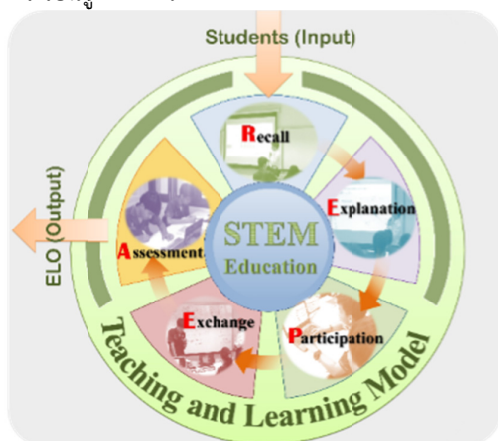 Students (Input)
Recall
Explanation
Participation
Exchange
Assessment
STEM
Education
ELO (Output)
Teaching and Learning Model